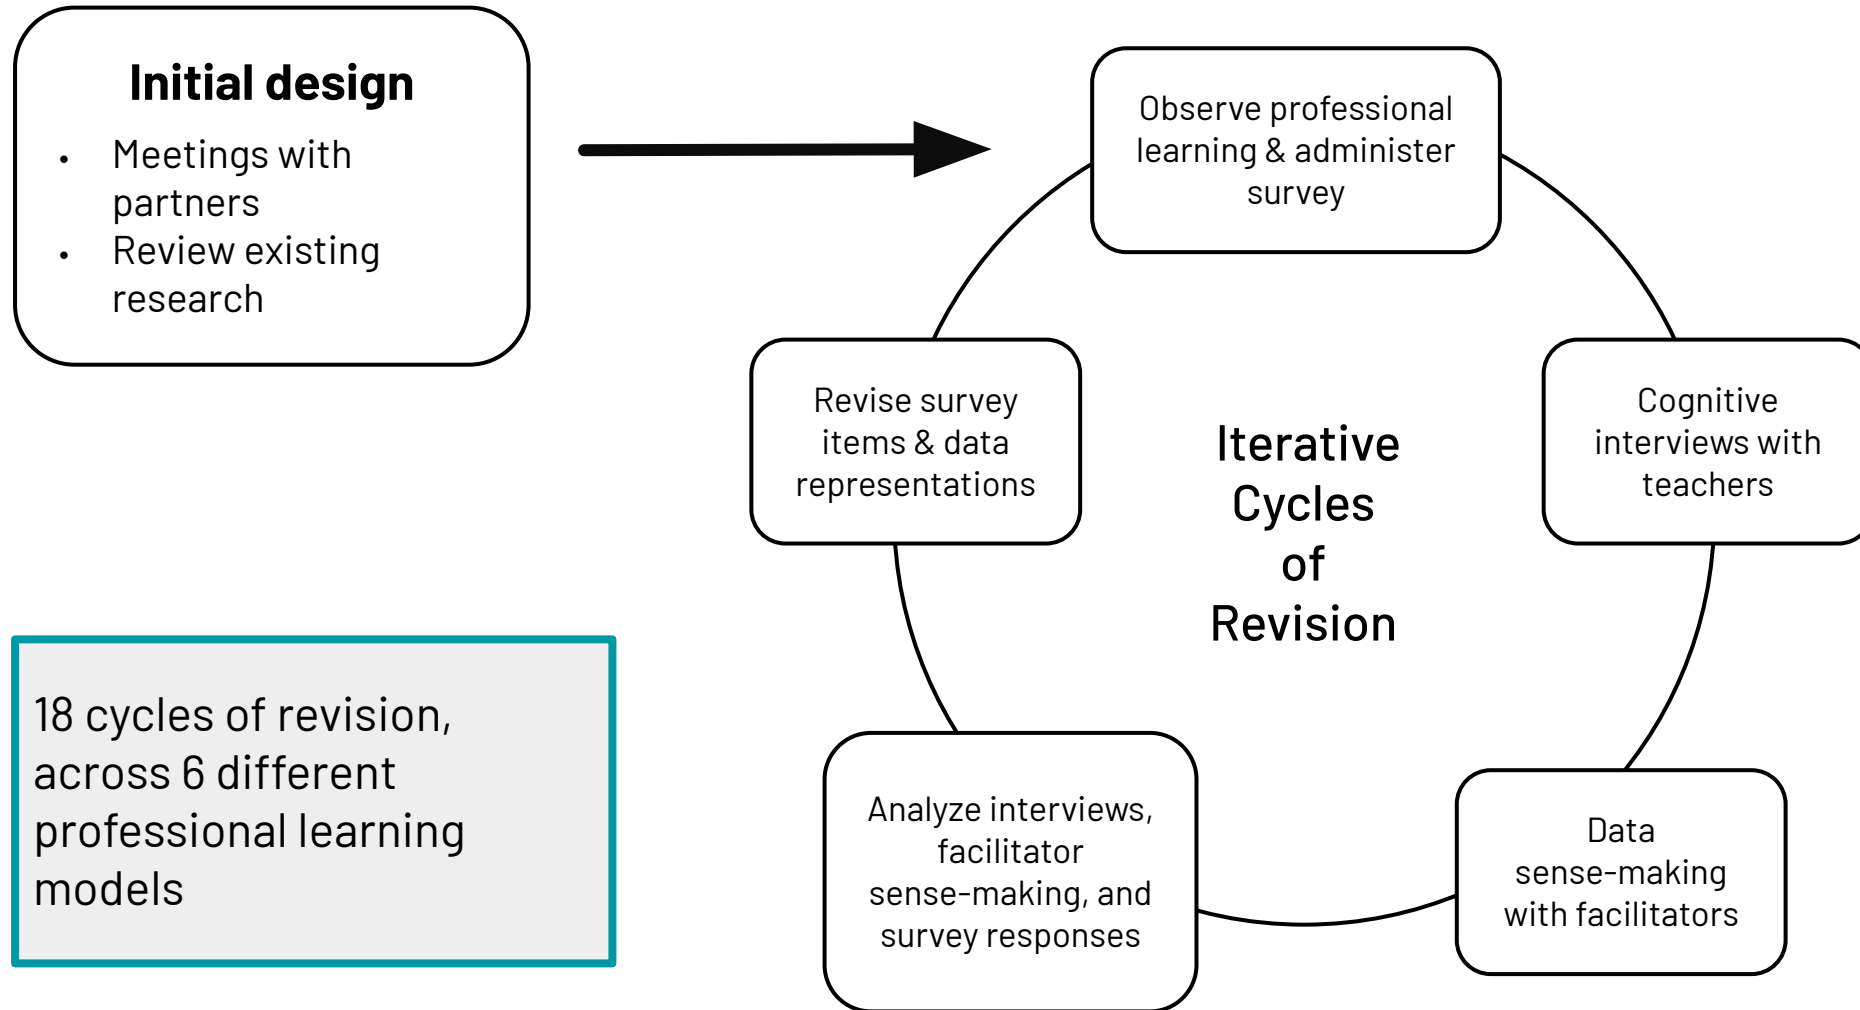 Initial design
• Meetings with
partners
• Review existing
research
Observe professional
learning & administer
survey
Cognitive
interviews with
teachers
Data
sense-making
with facilitators
Analyze interviews,
facilitator
sense-making, and
survey responses
Revise survey
items & data
representations
Iterative
Cycles
of
Revision
18 cycles of revision,
across 6 different
professional learning
models